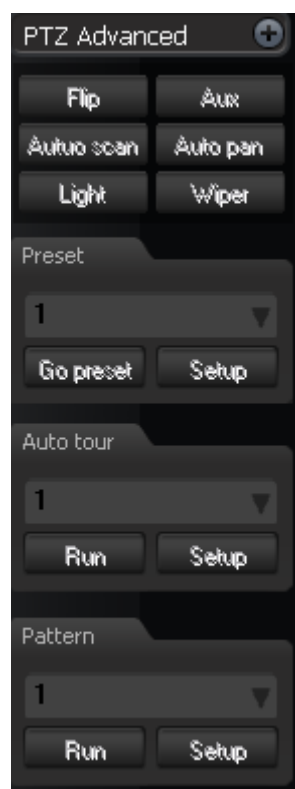 PTZ Advanced
Flip Aux
Autuo scan Auto pan
Light Wiper
Preset
1
Go preset Setup
Auto tour
1
Run Setup
Pattern
1
Run Setup